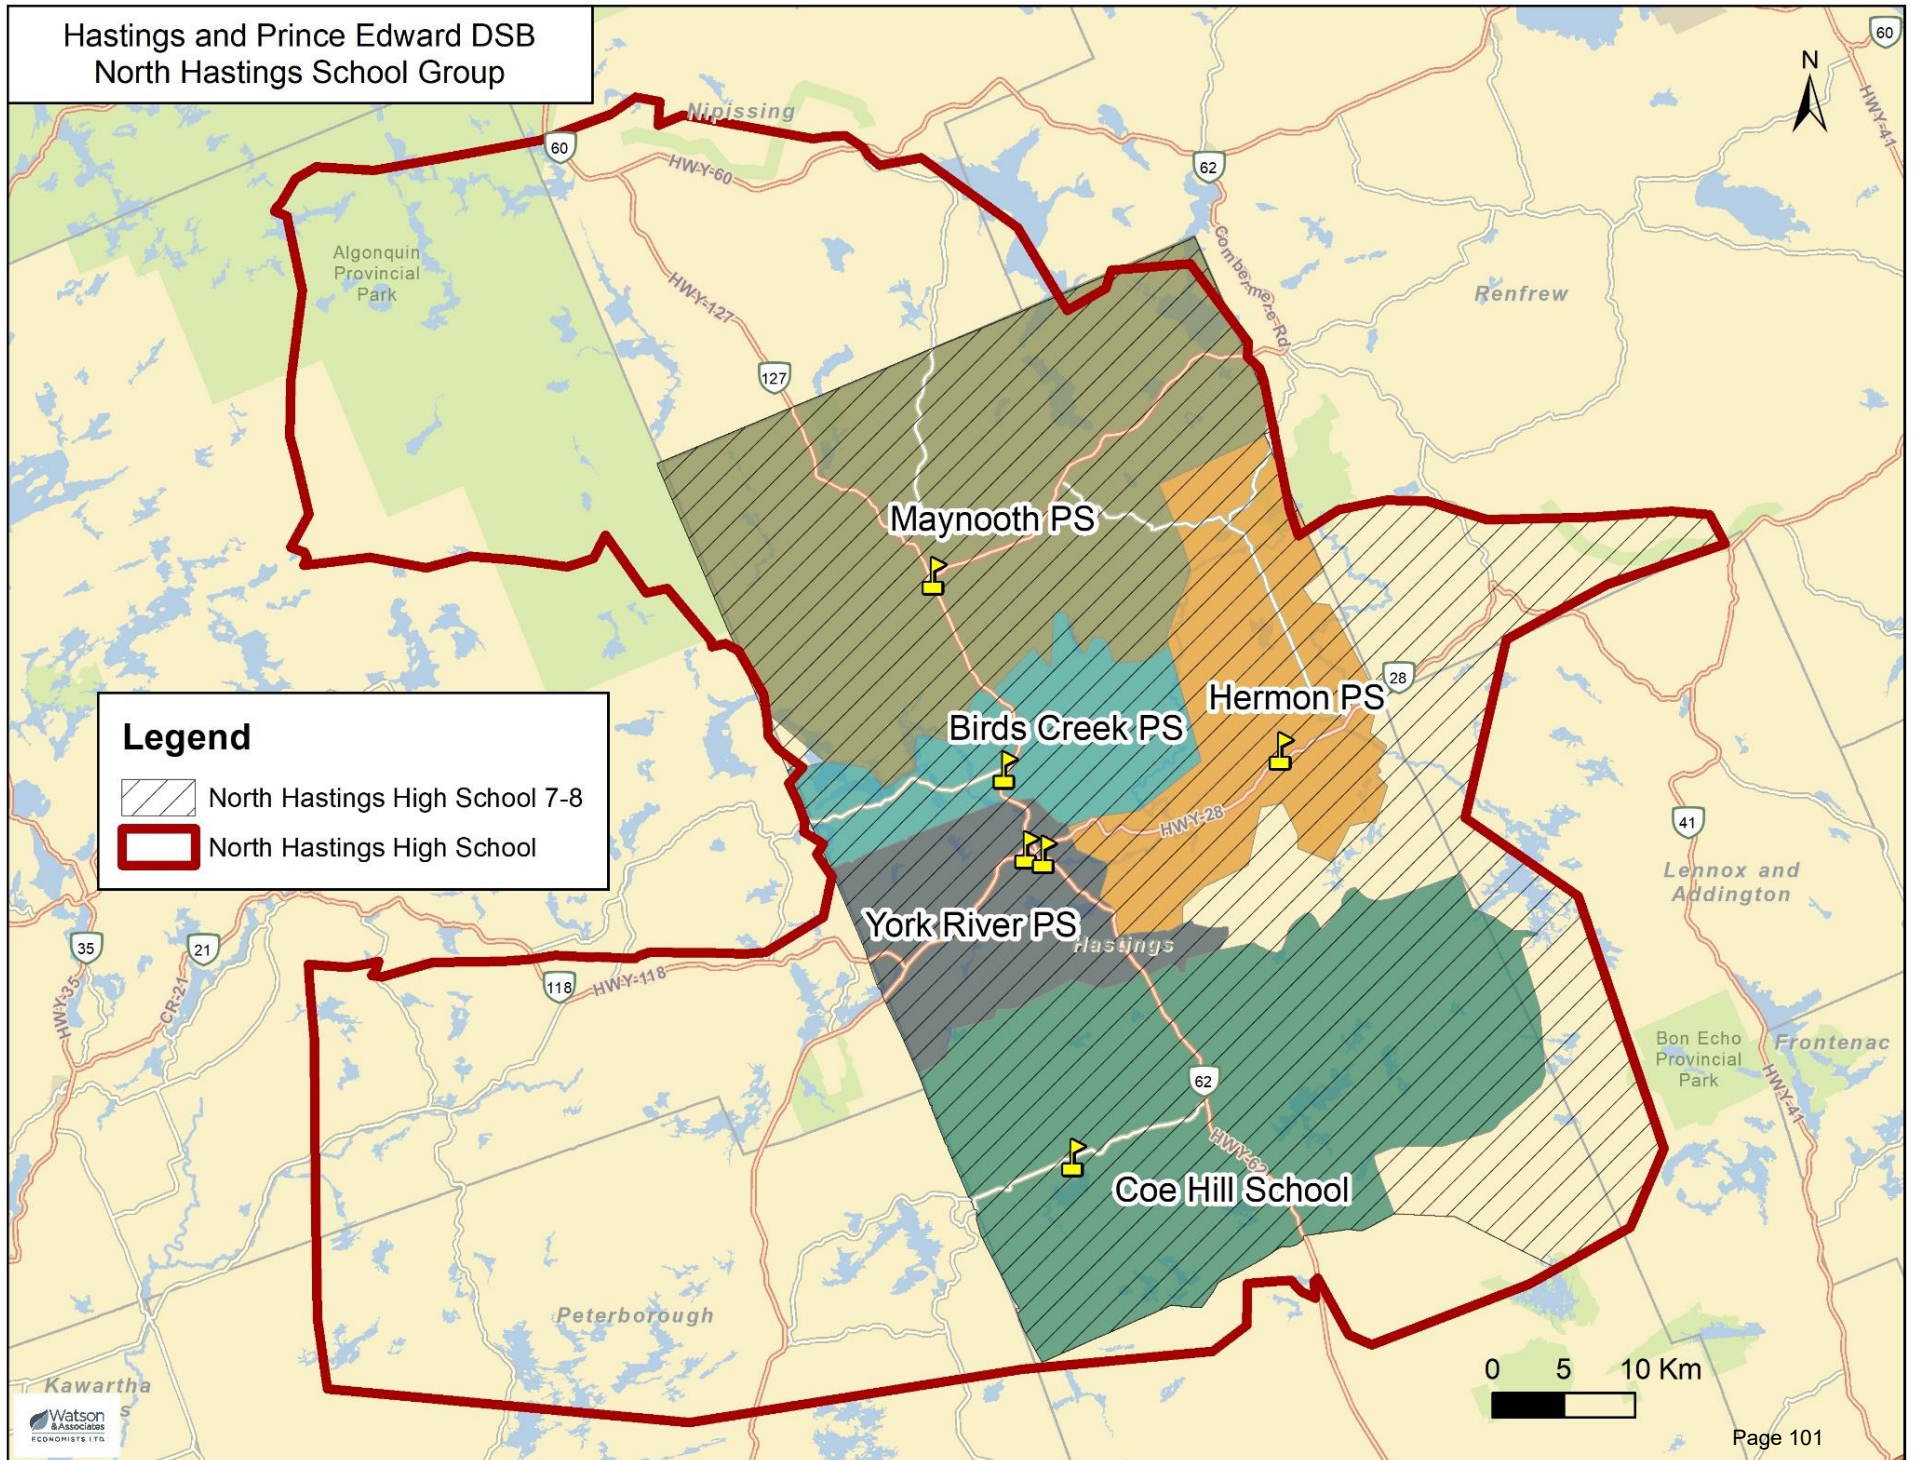 Hastings and Prince Edward DSB
North Hastings School Group
N
60
HWY-41
Nipissing
60
HWY-60
62
Combermere-Rd
Algonquin
Provincial
Park
HWY-127
Renfrew
127
Maynooth PS
Hermon PS
28
Birds Creek PS
Legend
North Hastings High School 7-8
North Hastings High School
HWY-28
41
Lennox and
Addington
York River PS
Hastings
35
21
118
HWY-118
HWY-35
CR-21
Bon Echo
Provincial
Park
Frontenac
62
HWY-41
HWY-62
Coe Hill School
Peterborough
0 5 10 Km
Kawartha
s
Watson
& Associates
ECONOMISTS LTD.
Page 101